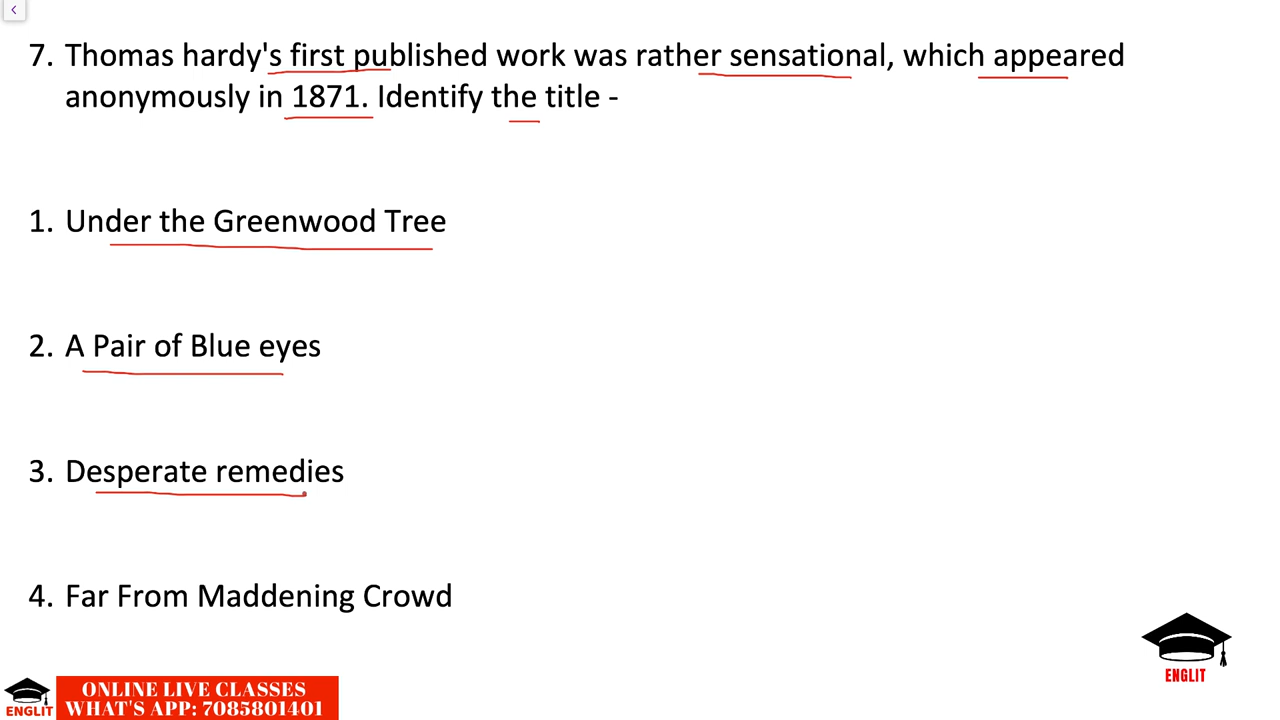 7. Thomas hardy's first published work was rather sensational, which appeared
anonymously in 1871. Identify the title -
1. Under the Greenwood Tree
2. A Pair of Blue eyes
3. Desperate remedies
4. Far From Maddening Crowd
ENGLIT
ONLINE LIVE CLASSES
WHAT'S APP: 7085801401
ENGLIT